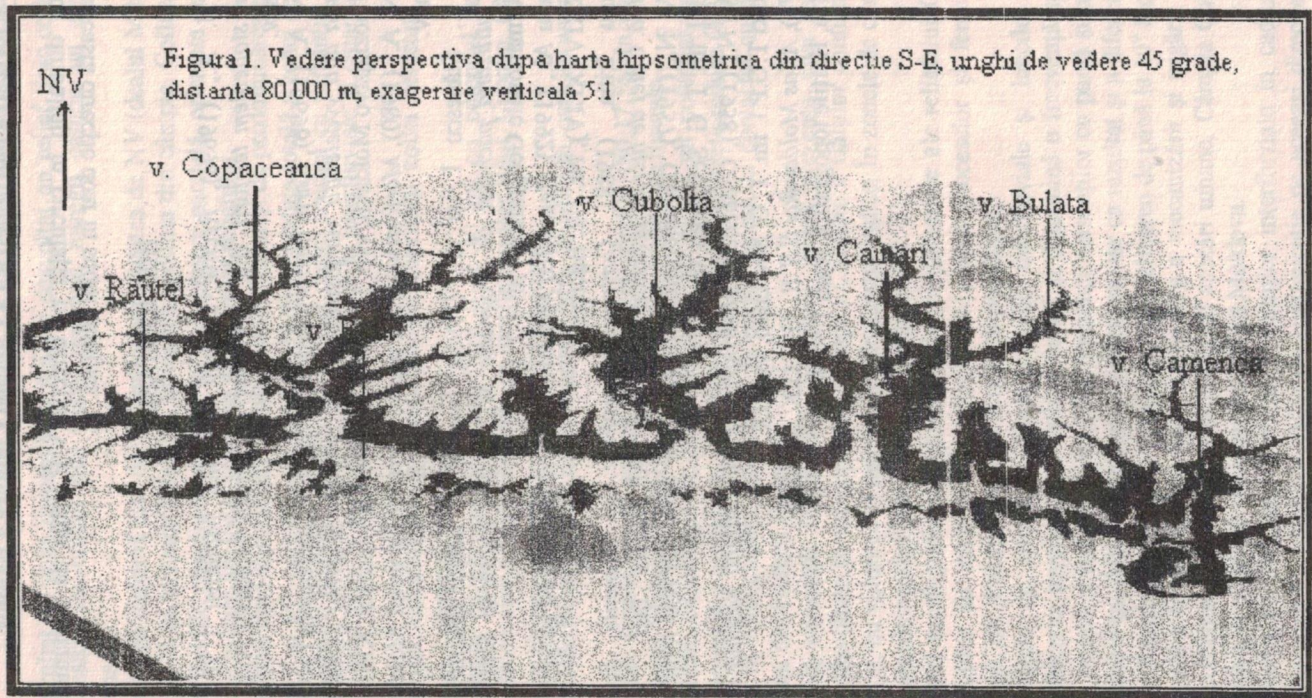 Figura 1. Vedere perspectiva dupa harta hipsometrica din directie S-E, unghi de vedere 45 grade,
distanta 80.000 m, exagerare verticala 5:1.
NV
v. Copaceanca
v. Cubolta
v. Bulata
v. Cainari
v. Răutel
v.
v. Camenca